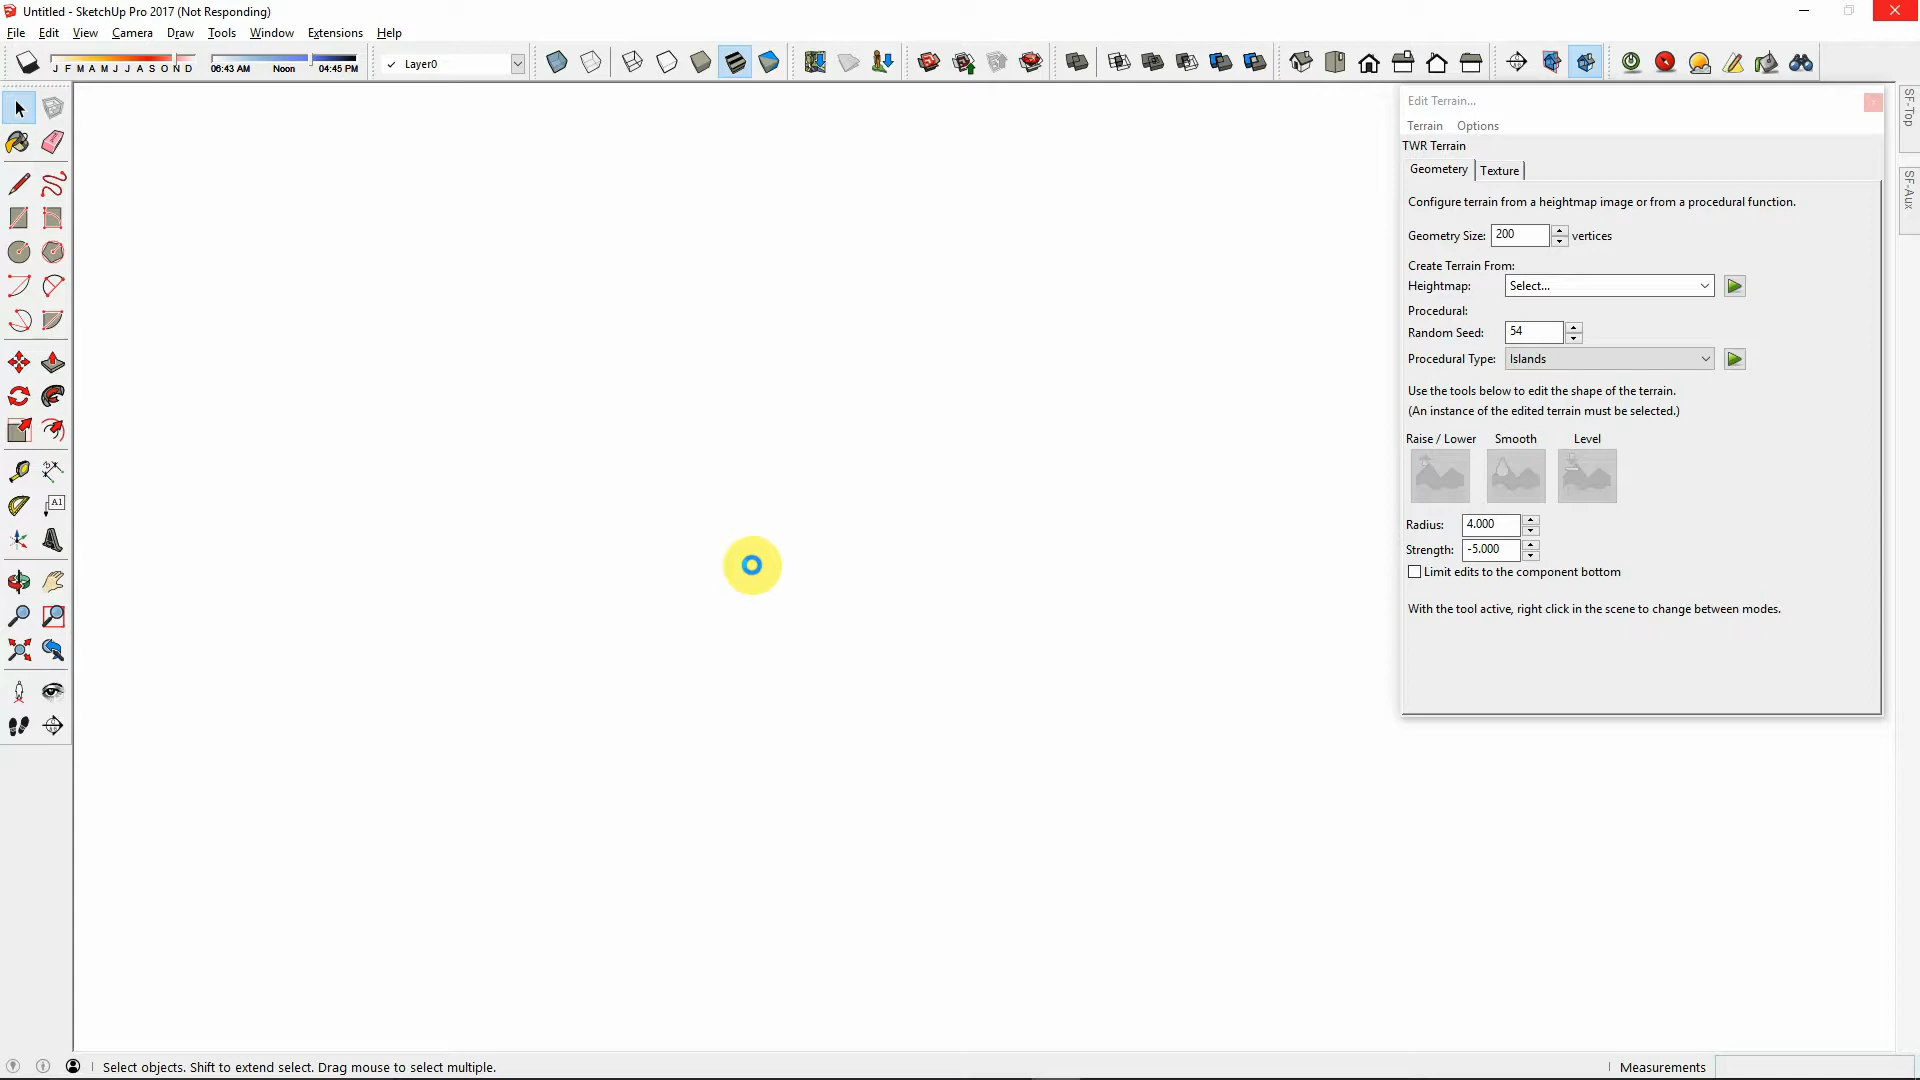 Untitled - SketchUp Pro 2017 (Not Responding)
File Edit View Camera Draw Tools Window Extensions Help
J F M A M J J A S O N D
06:43 AM Noon 04:45 PM
Layer0
Edit Terrain...
Terrain Options
TWR Terrain
Geometery Texture
Configure terrain from a heightmap image or from a procedural function.
Geometry Size: 200 vertices
Create Terrain From:
Heightmap: Select...
Procedural:
Random Seed: 54
Procedural Type: Islands
Use the tools below to edit the shape of the terrain.
(An instance of the edited terrain must be selected.)
Raise / Lower Smooth Level
Radius: 4.000
Strength: -5.000
Limit edits to the component bottom
With the tool active, right click in the scene to change between modes.
SF-Top
SF-Aux
A1
Select objects. Shift to extend select. Drag mouse to select multiple.
Measurements